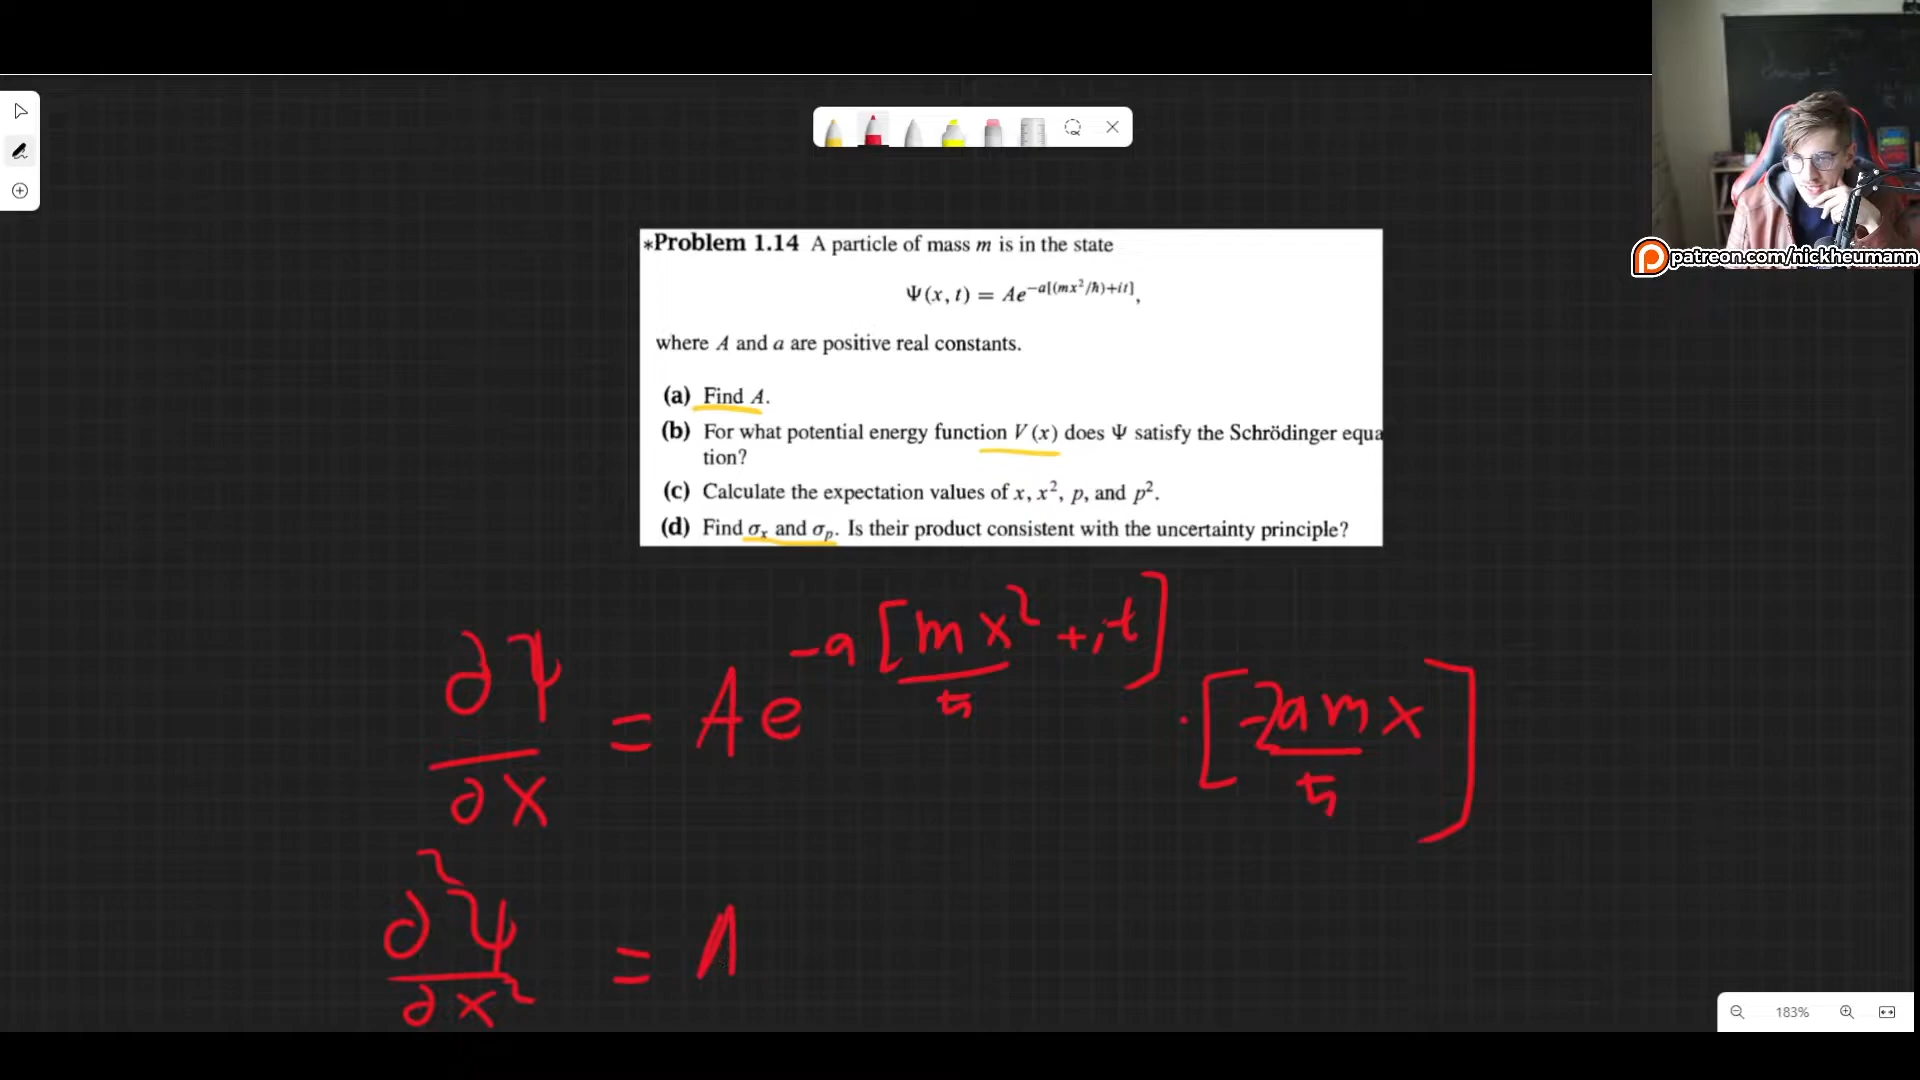 patreon.com/nickheumann
*Problem 1.14 A particle of mass m is in the state
Ψ(x, t) = Ae^{−a[(mx²/ħ)+it]},
where A and a are positive real constants.
(a) Find A.
(b) For what potential energy function V(x) does Ψ satisfy the Schrödinger equa
tion?
(c) Calculate the expectation values of x, x², p, and p².
(d) Find σₓ and σₚ. Is their product consistent with the uncertainty principle?
∂ψ/∂x = A e^{−a[mx²/ħ + it]} · [−2amx/ħ]
∂²ψ/∂x² = A
183%